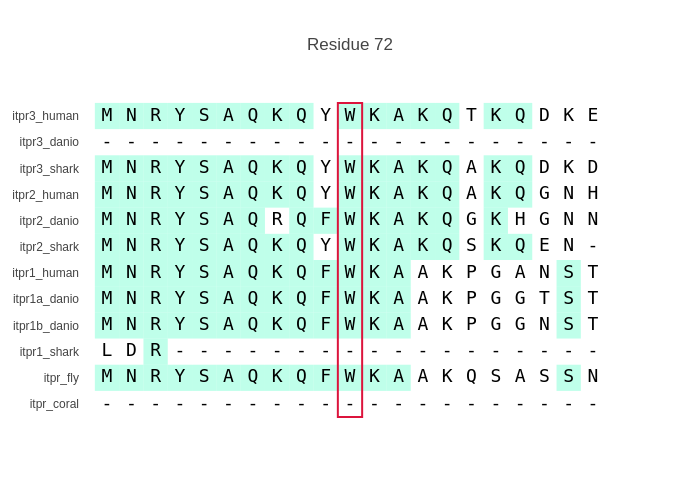 Residue 72
itpr3_human M N R Y S A Q K Q Y W K A K Q T K Q D K E
itpr3_danio - - - - - - - - - - - - - - - - - - - - -
itpr3_shark M N R Y S A Q K Q Y W K A K Q A K Q D K D
itpr2_human M N R Y S A Q K Q Y W K A K Q A K Q G N H
itpr2_danio M N R Y S A Q R Q F W K A K Q G K H G N N
itpr2_shark M N R Y S A Q K Q Y W K A K Q S K Q E N -
itpr1_human M N R Y S A Q K Q F W K A A K P G A N S T
itpr1a_danio M N R Y S A Q K Q F W K A A K P G G T S T
itpr1b_danio M N R Y S A Q K Q F W K A A K P G G N S T
itpr1_shark L D R - - - - - - - - - - - - - - - - - -
itpr_fly M N R Y S A Q K Q F W K A A K Q S A S S N
itpr_coral - - - - - - - - - - - - - - - - - - - - -